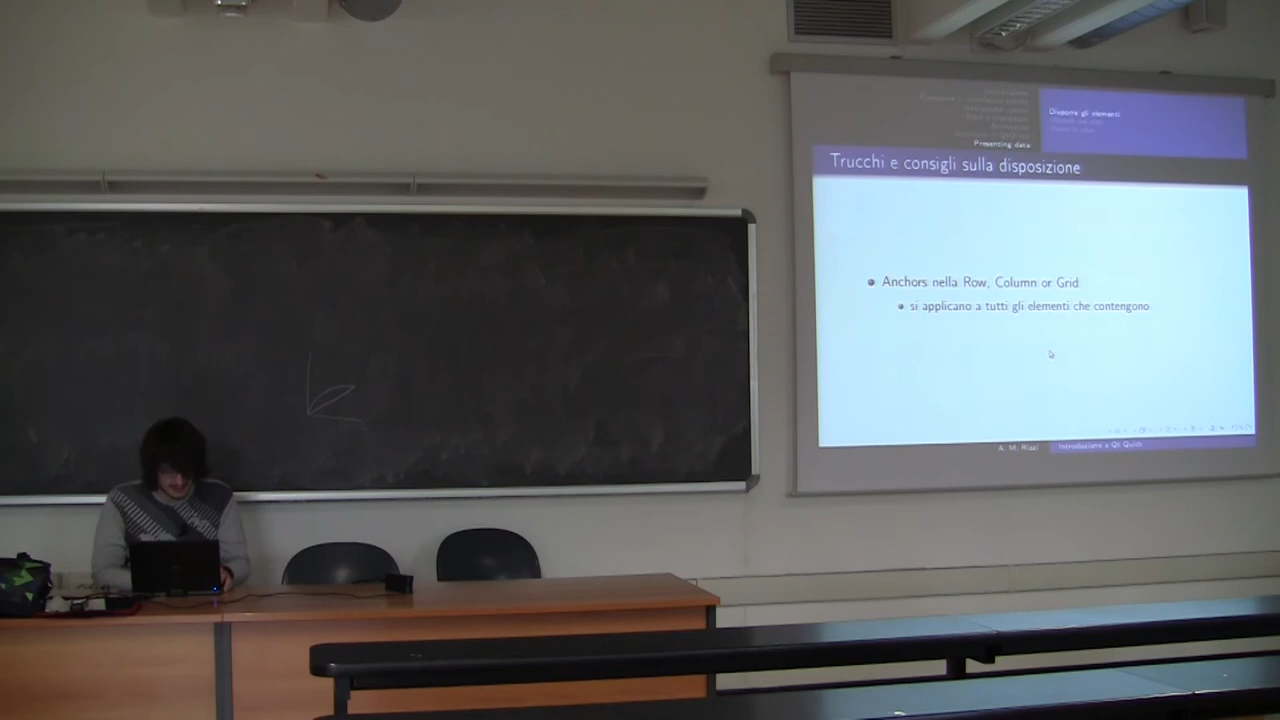 Presenting data
Disporre gli elementi
Trucchi e consigli sulla disposizione
Anchors nella Row, Column or Grid
si applicano a tutti gli elementi che contengono
A. M. Rizzi
Introduzione a Qt Quick